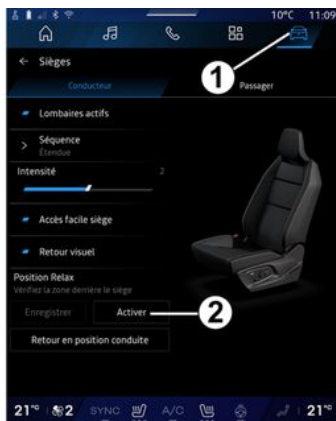 10°C 11:09
1
← Sièges
Conducteur Passager
Lombaires actifs
Séquence
Étendue
Intensité 2
Accès facile siège
Retour visuel
Position Relax
Vérifiez la zone derrière le siège
Enregistrer Activer 2
Retour en position conduite
21° 2 SYNC A/C 21°